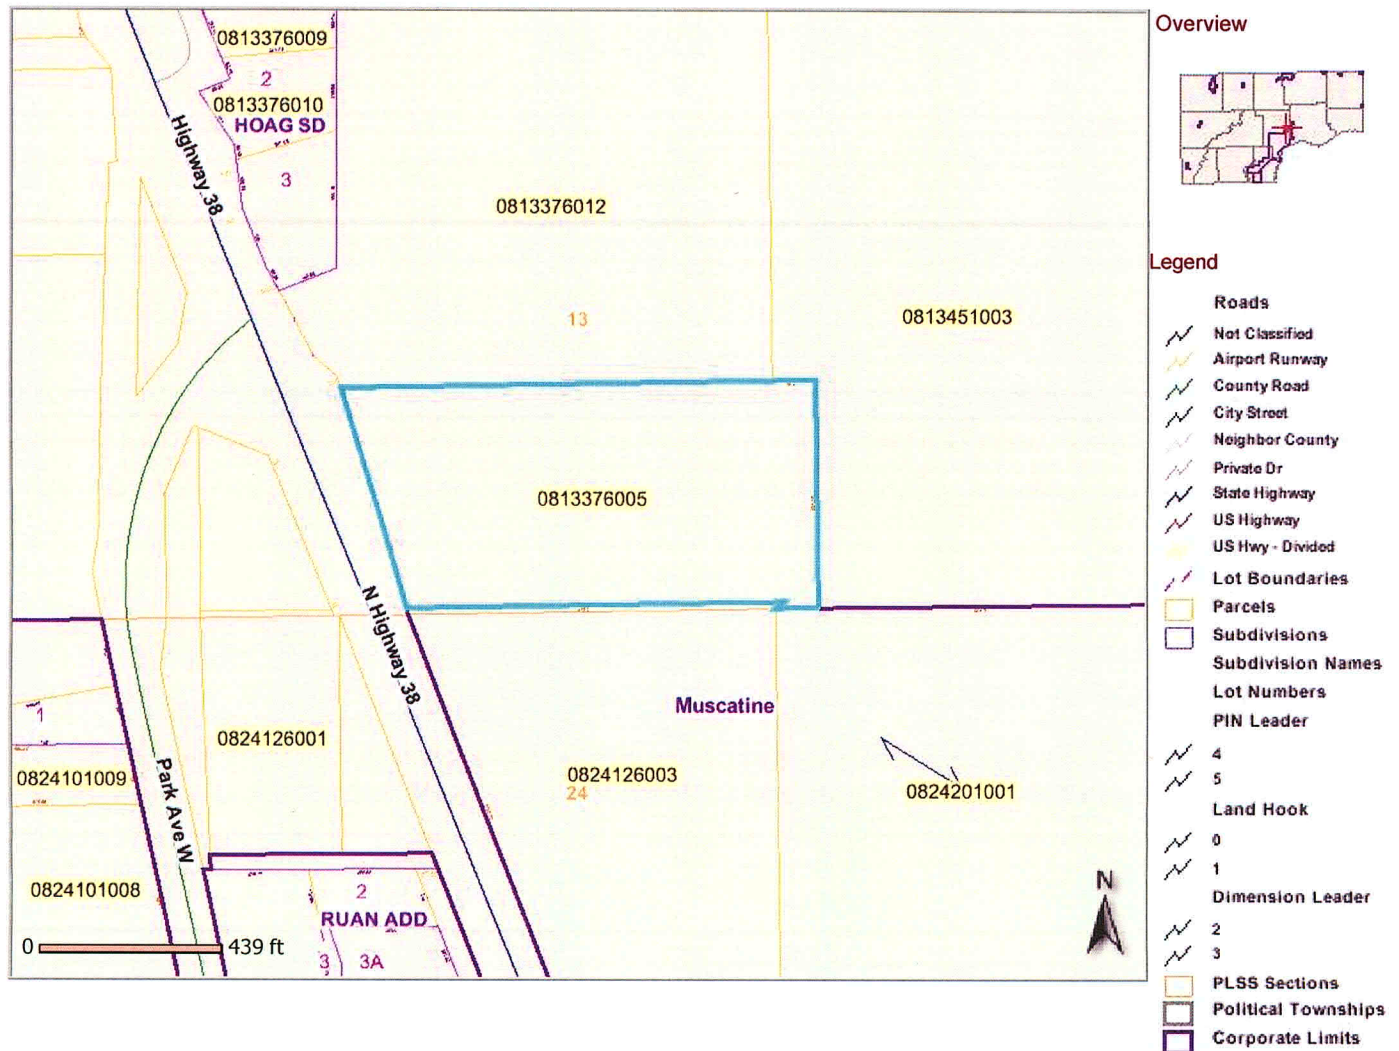 Overview
0813376009
2
0813376010
HOAG SD
Highway 38
3
0813376012
Legend
Roads
13
0813451003
Not Classified
Airport Runway
County Road
City Street
Neighbor County
Private Dr
0813376005
State Highway
US Highway
US Hwy - Divided
Lot Boundaries
Parcels
N Highway 38
Subdivisions
Subdivision Names
Lot Numbers
Muscatine
1
PIN Leader
0824126001
4
0824101009
Park Ave W
0824126003
24
0824201001
5
Land Hook
0
0824101008
2
1
RUAN ADD
N
Dimension Leader
0
439 ft
2
3
3A
3
PLSS Sections
Political Townships
Corporate Limits